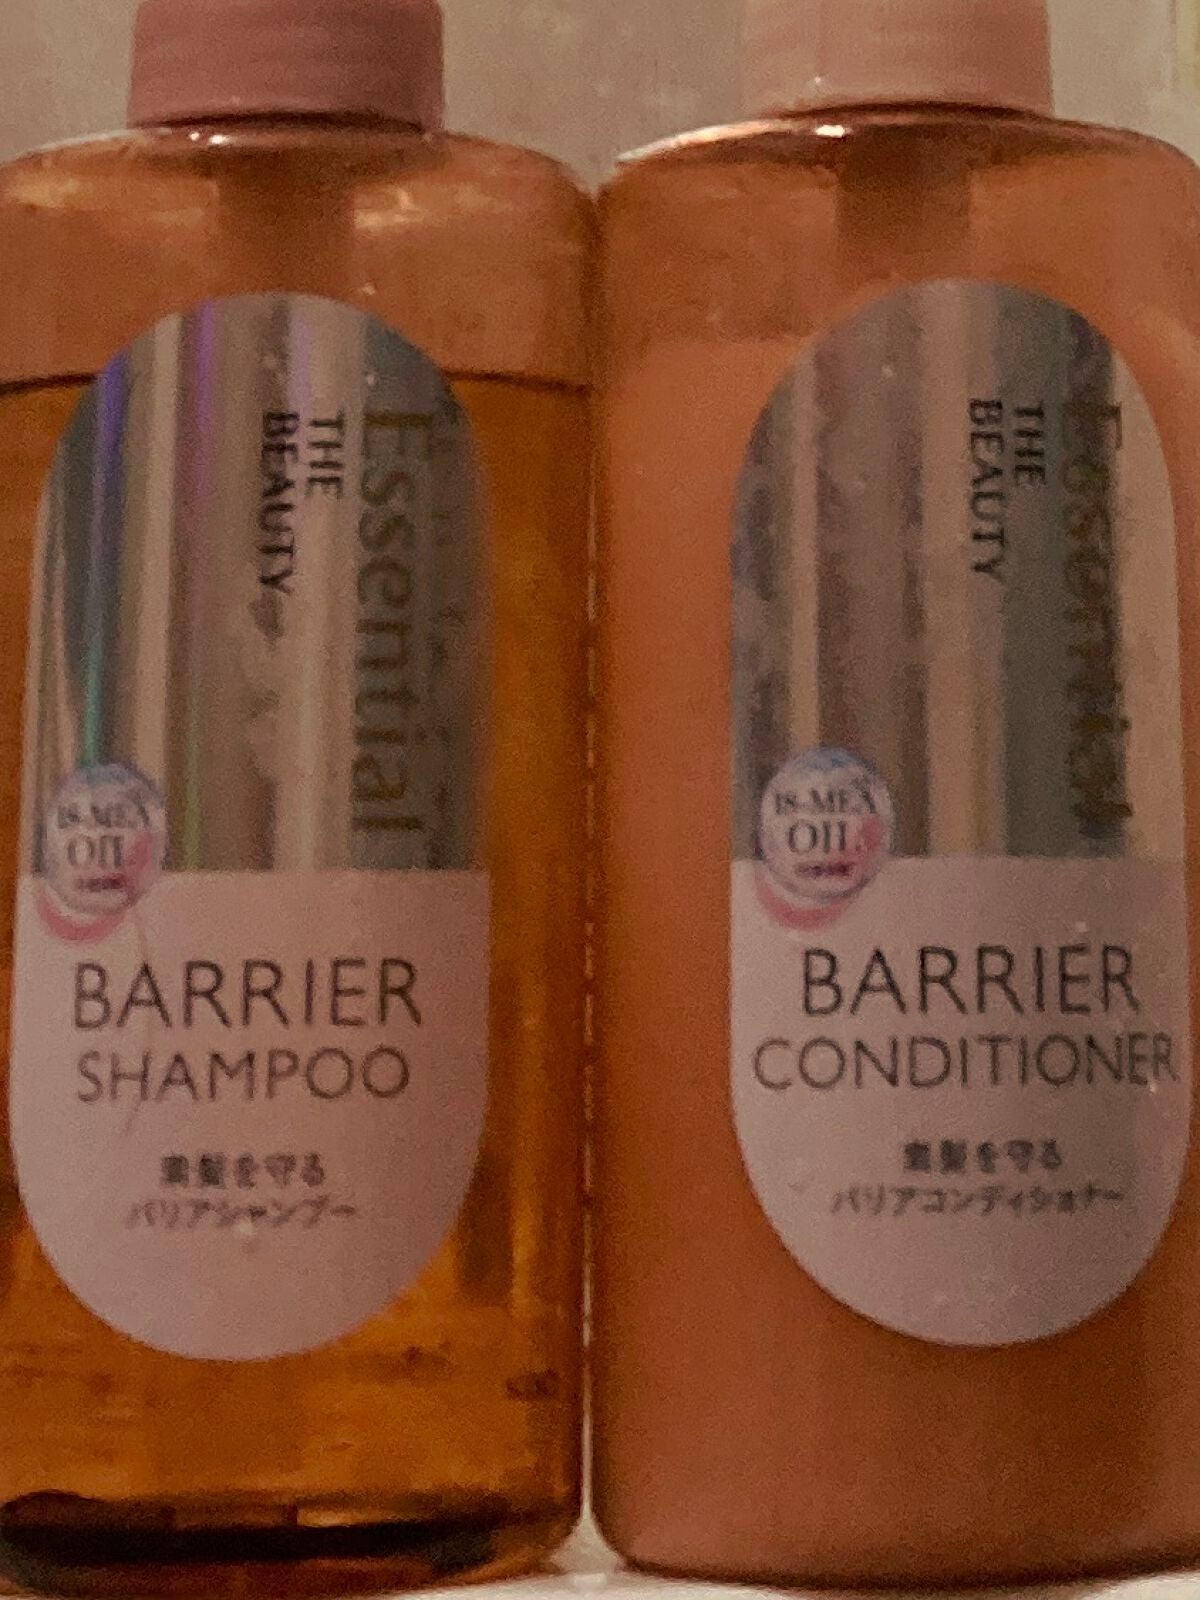 Essential
THE
BEAUTY
18-MEA
OIL
BARRIER
SHAMPOO
素髪を守る
バリアシャンプー
Essential
THE
BEAUTY
18-MEA
OIL
BARRIER
CONDITIONER
素髪を守る
バリアコンディショナー